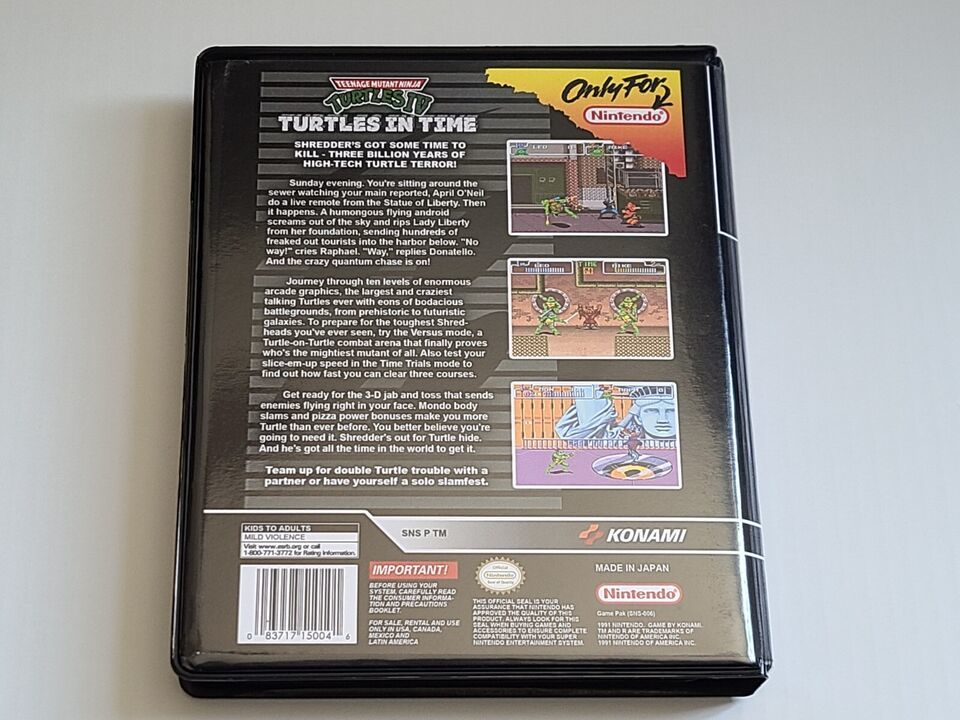 TEENAGE MUTANT NINJA
TURTLES IV
TURTLES IN TIME
Only For
Nintendo
SHREDDER'S GOT SOME TIME TO
KILL - THREE BILLION YEARS OF
HIGH-TECH TURTLE TERROR!
Sunday evening. You're sitting around the
sewer watching your main reported, April O'Neil
do a live remote from the Statue of Liberty. Then
it happens. A humongous flying android
screams out of the sky and rips Lady Liberty
from her foundation, sending hundreds of
freaked out tourists into the harbor below. "No
way!" cries Raphael. "Way," replies Donatello.
And the crazy quantum chase is on!
Journey through ten levels of enormous
arcade graphics, the largest and craziest
talking Turtles ever with eons of bodacious
battlegrounds, from prehistoric to futuristic
galaxies. To prepare for the toughest Shred-
heads you've ever seen, try the Versus mode, a
Turtle-on-Turtle combat arena that finally proves
who's the mightiest mutant of all. Also test your
slice-em-up speed in the Time Trials mode to
find out how fast you can clear three courses.
Get ready for the 3-D jab and toss that sends
enemies flying right in your face. Mondo body
slams and pizza power bonuses make you more
Turtle than ever before. You better believe you're
going to need it. Shredder's out for Turtle hide.
And he's got all the time in the world to get it.
Team up for double Turtle trouble with a
partner or have yourself a solo slamfest.
LEO MIKE
LEO TIME MIKE
60
KIDS TO ADULTS
MILD VIOLENCE
Visit www.esrb.org or call
1-800-771-3772 for Rating Information.
SNS P TM
KONAMI
0 83717 15004 6
IMPORTANT!
BEFORE USING YOUR
SYSTEM, CAREFULLY READ
THE CONSUMER INFORMA-
TION AND PRECAUTIONS
BOOKLET.
FOR SALE, RENTAL AND USE
ONLY IN USA, CANADA,
MEXICO AND
LATIN AMERICA
Official
Nintendo
Seal of Quality
THIS OFFICIAL SEAL IS YOUR
ASSURANCE THAT NINTENDO HAS
APPROVED THE QUALITY OF THIS
PRODUCT. ALWAYS LOOK FOR THIS
SEAL WHEN BUYING GAMES AND
ACCESSORIES TO ENSURE COMPLETE
COMPATIBILITY WITH YOUR SUPER
NINTENDO ENTERTAINMENT SYSTEM.
MADE IN JAPAN
Nintendo
Game Pak (SNS-006)
1991 NINTENDO. GAME BY KONAMI.
TM AND R ARE TRADEMARKS OF
NINTENDO OF AMERICA INC.
1991 NINTENDO OF AMERICA INC.